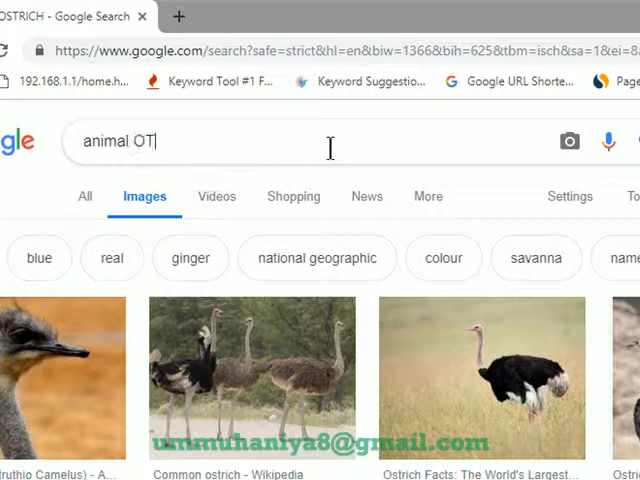 OSTRICH - Google Search
https://www.google.com/search?safe=strict&hl=en&biw=1366&bih=625&tbm=isch&sa=1&ei=8
192.168.1.1/home.h... Keyword Tool #1 F... Keyword Suggestio... Google URL Shorte... Page
gle animal OT
All Images Videos Shopping News More Settings To
blue real ginger national geographic colour savanna name
ummuhaniya8@gmail.com
truthio Camelus) - A... Common ostrich - Wikipedia Ostrich Facts: The World's Largest... Ostri